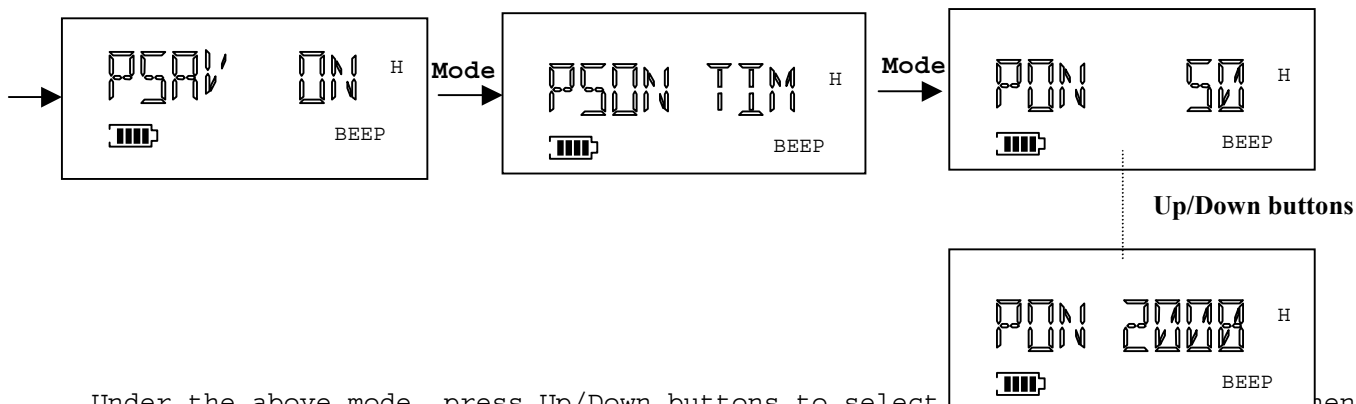 PSAV ON H
BEEP
Mode
PSON TIM H
BEEP
Mode
PON 50 H
BEEP
Up/Down buttons
PON 2008 H
BEEP
Under the above mode, press Up/Down buttons to select